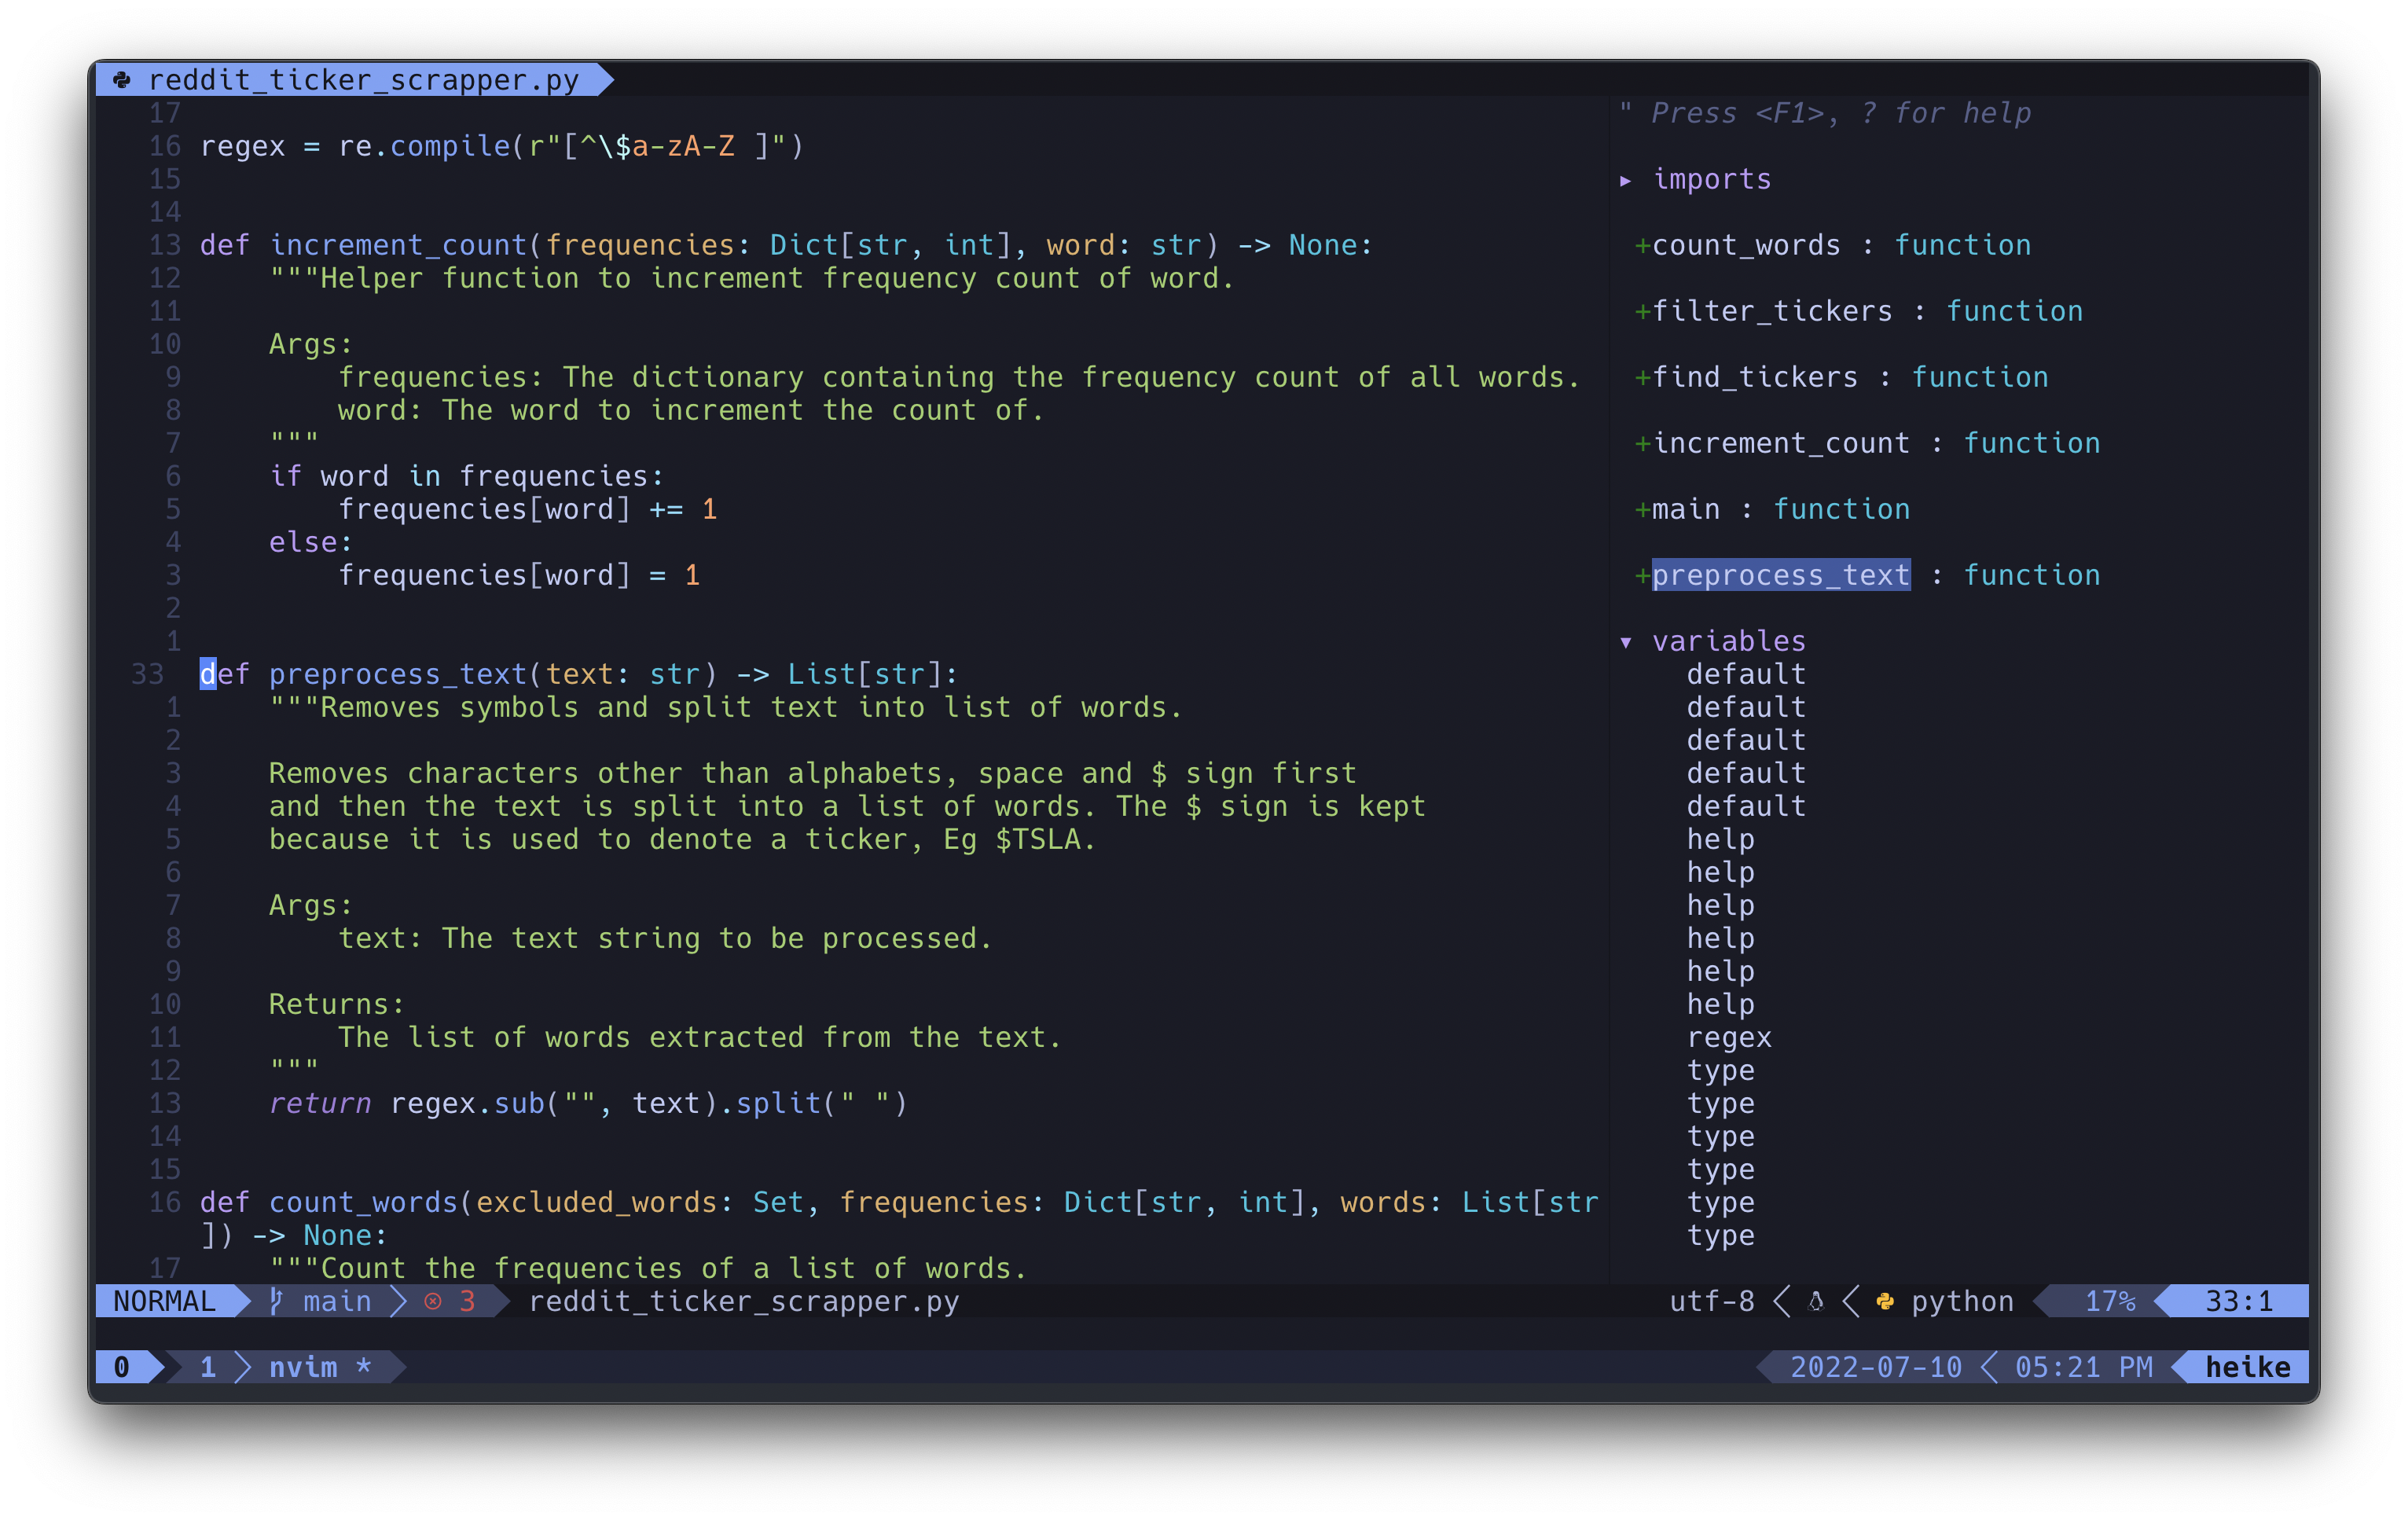 reddit_ticker_scrapper.py
17
16 regex = re.compile(r"[^\$a-zA-Z ]")
15
14
13 def increment_count(frequencies: Dict[str, int], word: str) -> None:
12     """Helper function to increment frequency count of word.
11
10     Args:
9         frequencies: The dictionary containing the frequency count of all words.
8         word: The word to increment the count of.
7     """
6     if word in frequencies:
5         frequencies[word] += 1
4     else:
3         frequencies[word] = 1
2
1
33 def preprocess_text(text: str) -> List[str]:
1     """Removes symbols and split text into list of words.
2
3     Removes characters other than alphabets, space and $ sign first
4     and then the text is split into a list of words. The $ sign is kept
5     because it is used to denote a ticker, Eg $TSLA.
6
7     Args:
8         text: The text string to be processed.
9
10     Returns:
11         The list of words extracted from the text.
12     """
13     return regex.sub("", text).split(" ")
14
15
16 def count_words(excluded_words: Set, frequencies: Dict[str, int], words: List[str
]) -> None:
17     """Count the frequencies of a list of words.
" Press <F1>, ? for help
▸ imports
+count_words : function
+filter_tickers : function
+find_tickers : function
+increment_count : function
+main : function
+preprocess_text : function
▾ variables
default
default
default
default
default
help
help
help
help
help
help
regex
type
type
type
type
type
type
NORMAL main 3 reddit_ticker_scrapper.py utf-8 python 17% 33:1
0 1 nvim * 2022-07-10 05:21 PM heike